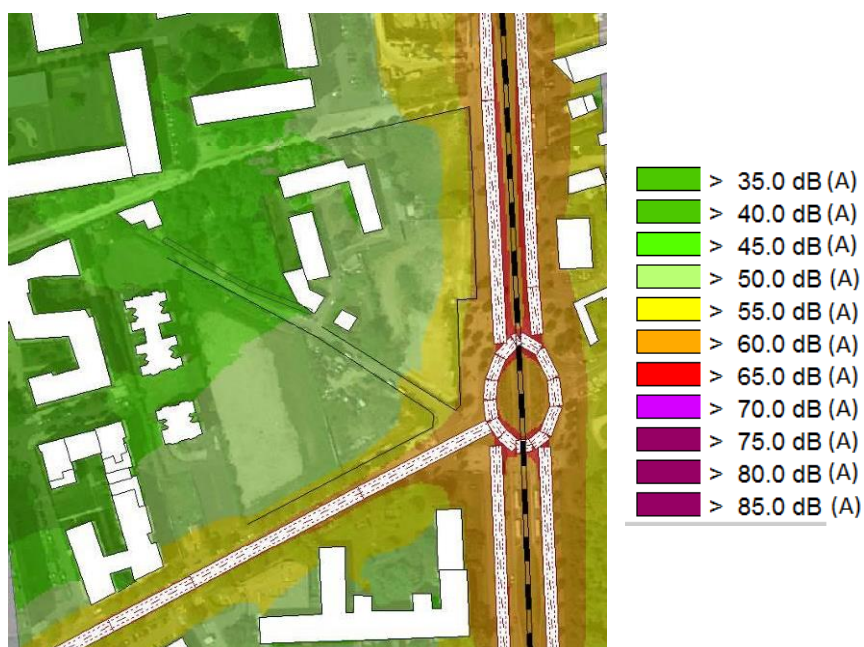 > 35.0 dB (A)
> 40.0 dB (A)
> 45.0 dB (A)
> 50.0 dB (A)
> 55.0 dB (A)
> 60.0 dB (A)
> 65.0 dB (A)
> 70.0 dB (A)
> 75.0 dB (A)
> 80.0 dB (A)
> 85.0 dB (A)